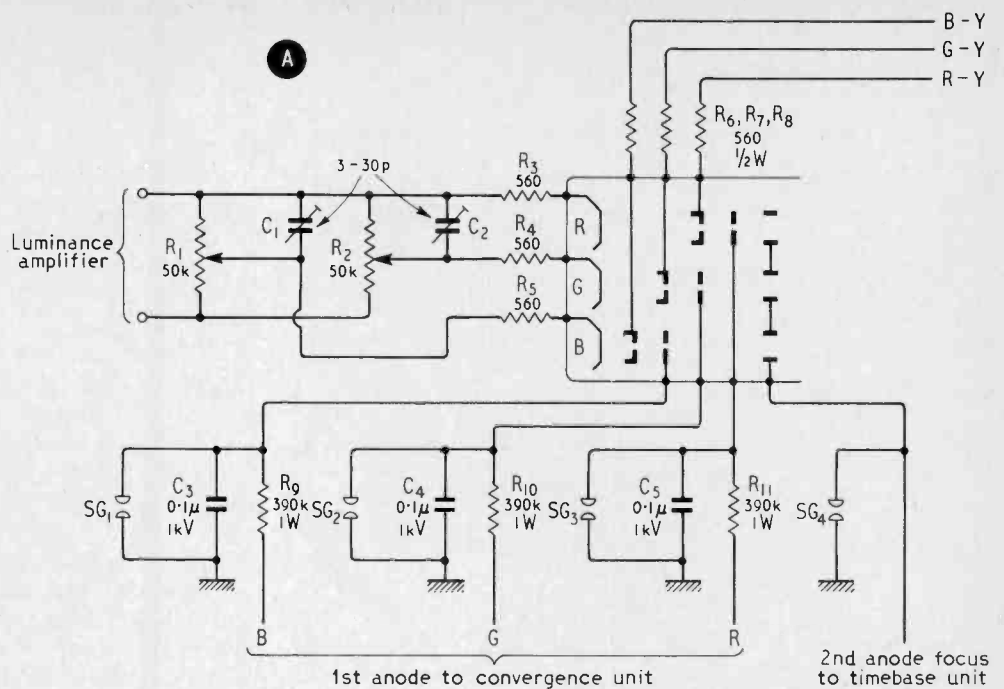 A
B-Y
G-Y
R-Y
R6, R7, R8
560
½W
3-30p
R3
560
R
Luminance
amplifier
R1
50k
C1
R2
50k
C2
R4
560
G
R5
560
B
SG1
C3
0·1µ
1kV
R9
390k
1W
SG2
C4
0·1µ
1kV
R10
390k
1W
SG3
C5
0·1µ
1kV
R11
390k
1W
SG4
B
G
R
1st anode to convergence unit
2nd anode focus
to timebase unit